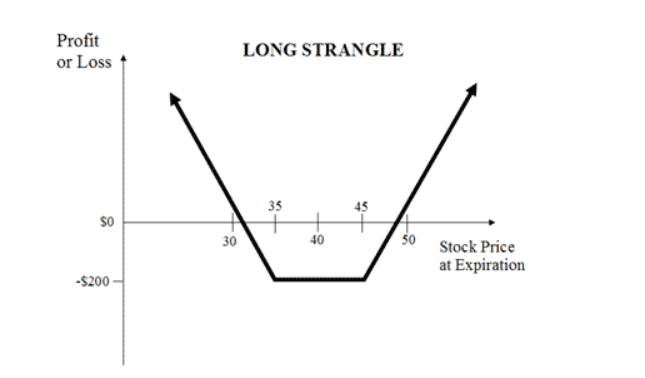 Profit
or Loss
LONG STRANGLE
35
45
$0
30
40
50
Stock Price
at Expiration
-$200